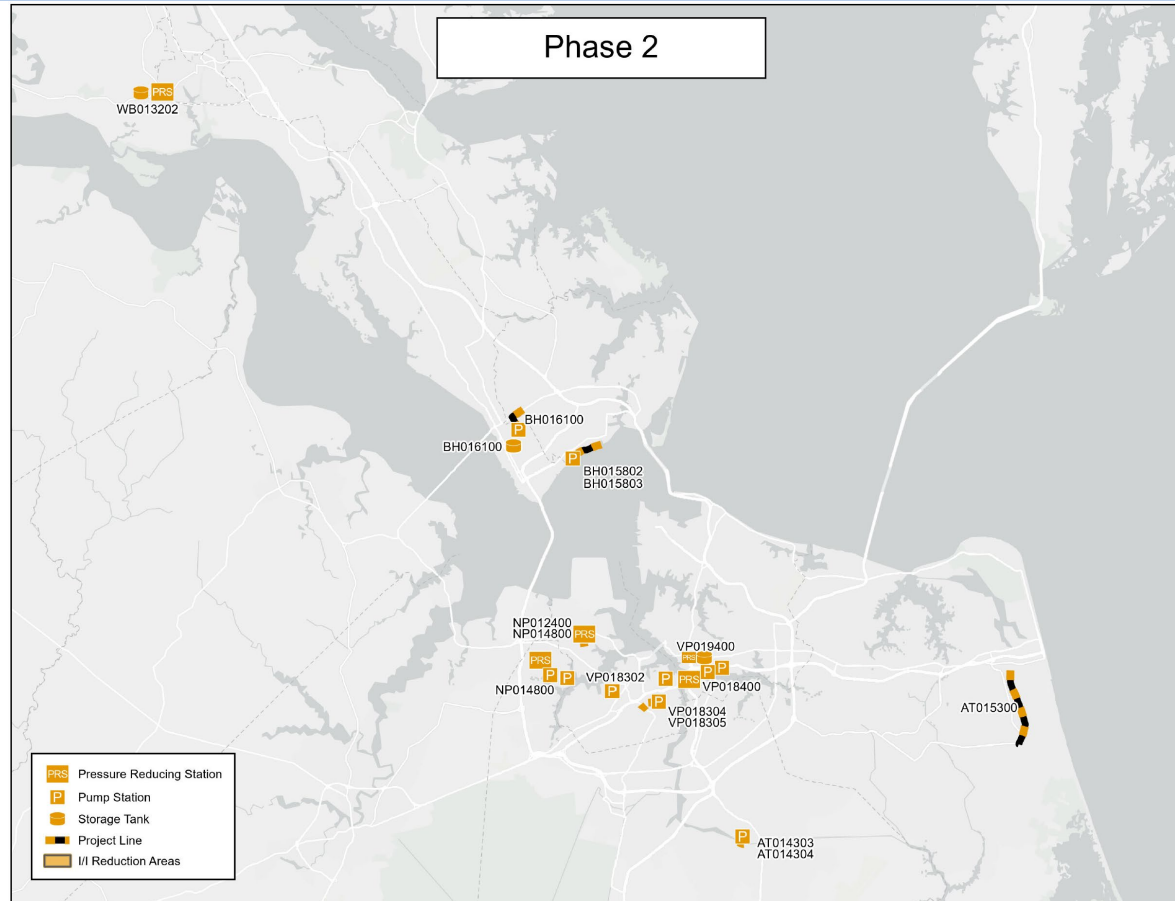 Phase 2
PRS
WB013202
BH016100
P
BH016100
P
BH015802
BH015803
NP012400
NP014800
PRS
VP019400
PRS
PRS
P
P
VP018302
P
PRS
P
P
VP018400
NP014800
P
P
VP018304
VP018305
AT015300
P
AT014303
AT014304
PRS Pressure Reducing Station
P Pump Station
Storage Tank
Project Line
I/I Reduction Areas